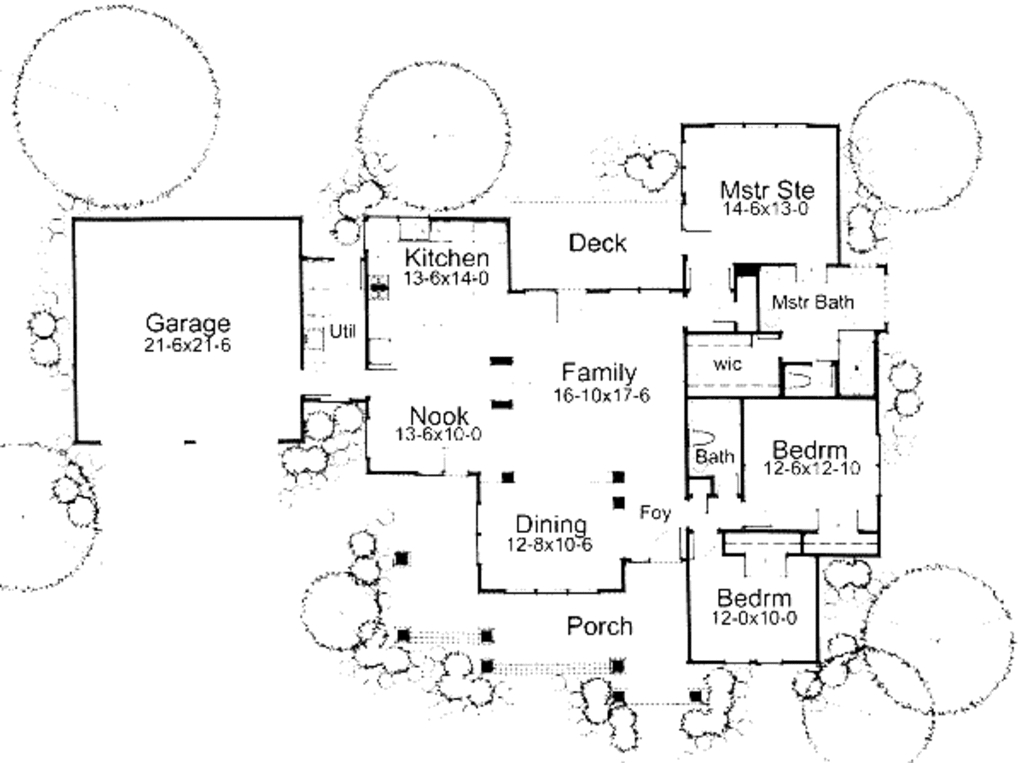 Mstr Ste
14-6x13-0
Deck
Kitchen
13-6x14-0
Mstr Bath
Garage
21-6x21-6
Util
wic
Family
16-10x17-6
Nook
13-6x10-0
Bath
Bedrm
12-6x12-10
Foy
Dining
12-8x10-6
Bedrm
12-0x10-0
Porch